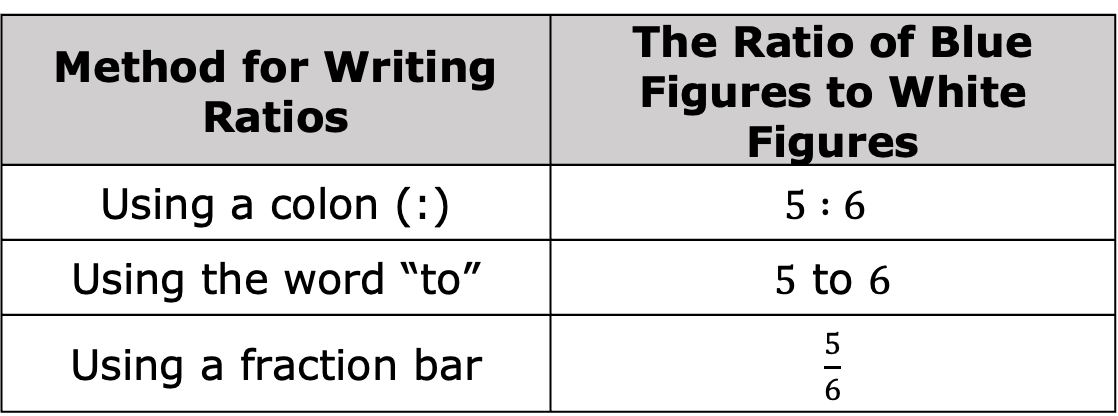 Method for Writing
Ratios
The Ratio of Blue
Figures to White
Figures
Using a colon (:)
5 : 6
Using the word “to”
5 to 6
Using a fraction bar
5
6